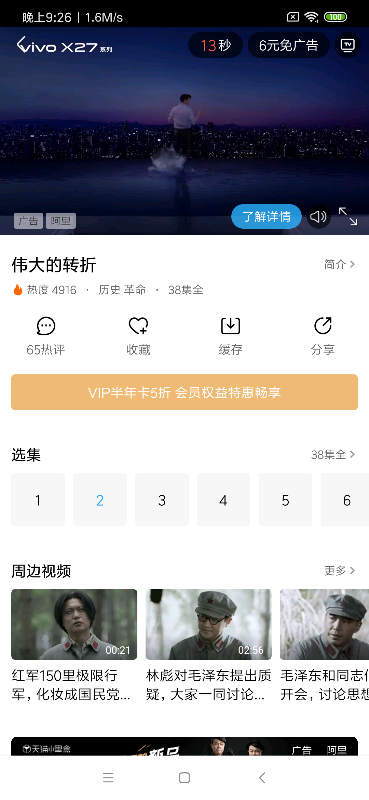 晚上9:26 | 1.6M/s
100
vivo X27 系列
13秒
6元免广告
TV
广告 阿里
了解详情
伟大的转折
简介 >
热度 4916 · 历史 革命 · 38集全
65热评
收藏
缓存
分享
VIP半年卡5折 会员权益特惠畅享
选集
38集全 >
1 2 3 4 5 6
周边视频
更多 >
00:21
02:56
红军150里极限行
军，化妆成国民党...
林彪对毛泽东提出质
疑，大家一同讨论...
毛泽东和同志
开会，讨论思想
天猫小黑盒
新品
广告 阿里